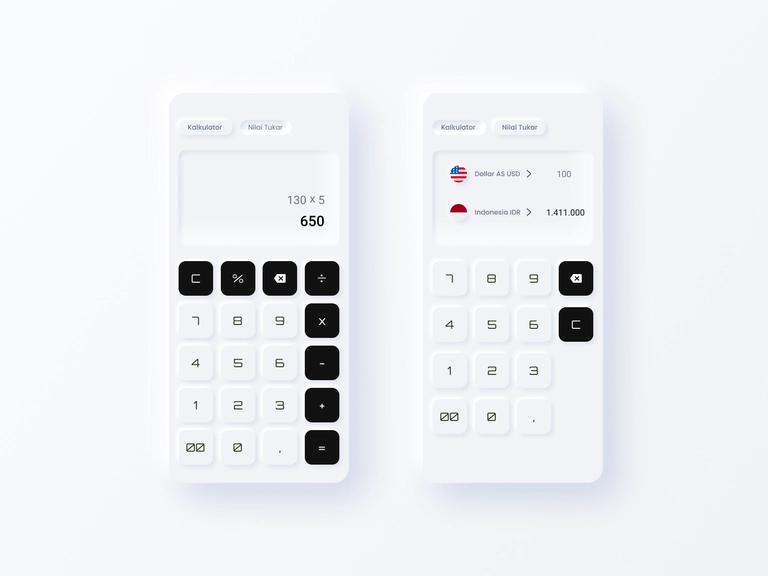 Kalkulator Nilai Tukar
130 x 5
650
C % ÷
7 8 9 x
4 5 6 -
1 2 3 +
00 0 , =
Kalkulator Nilai Tukar
Dollar AS USD > 100
Indonesia IDR > 1.411.000
7 8 9
4 5 6 C
1 2 3
00 0 ,